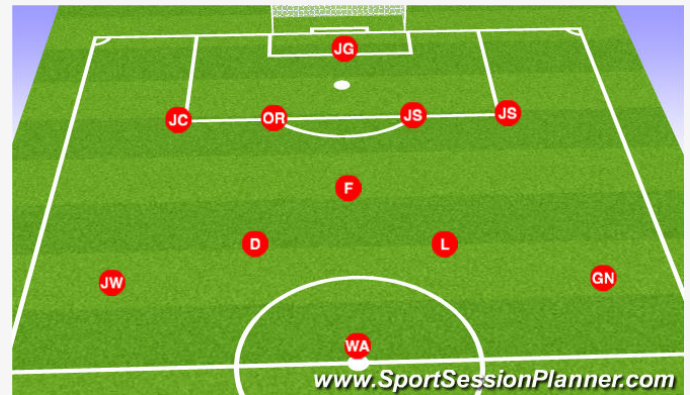 JG
JC OR JS JS
F
D L
JW GN
WA
www.SportSessionPlanner.com